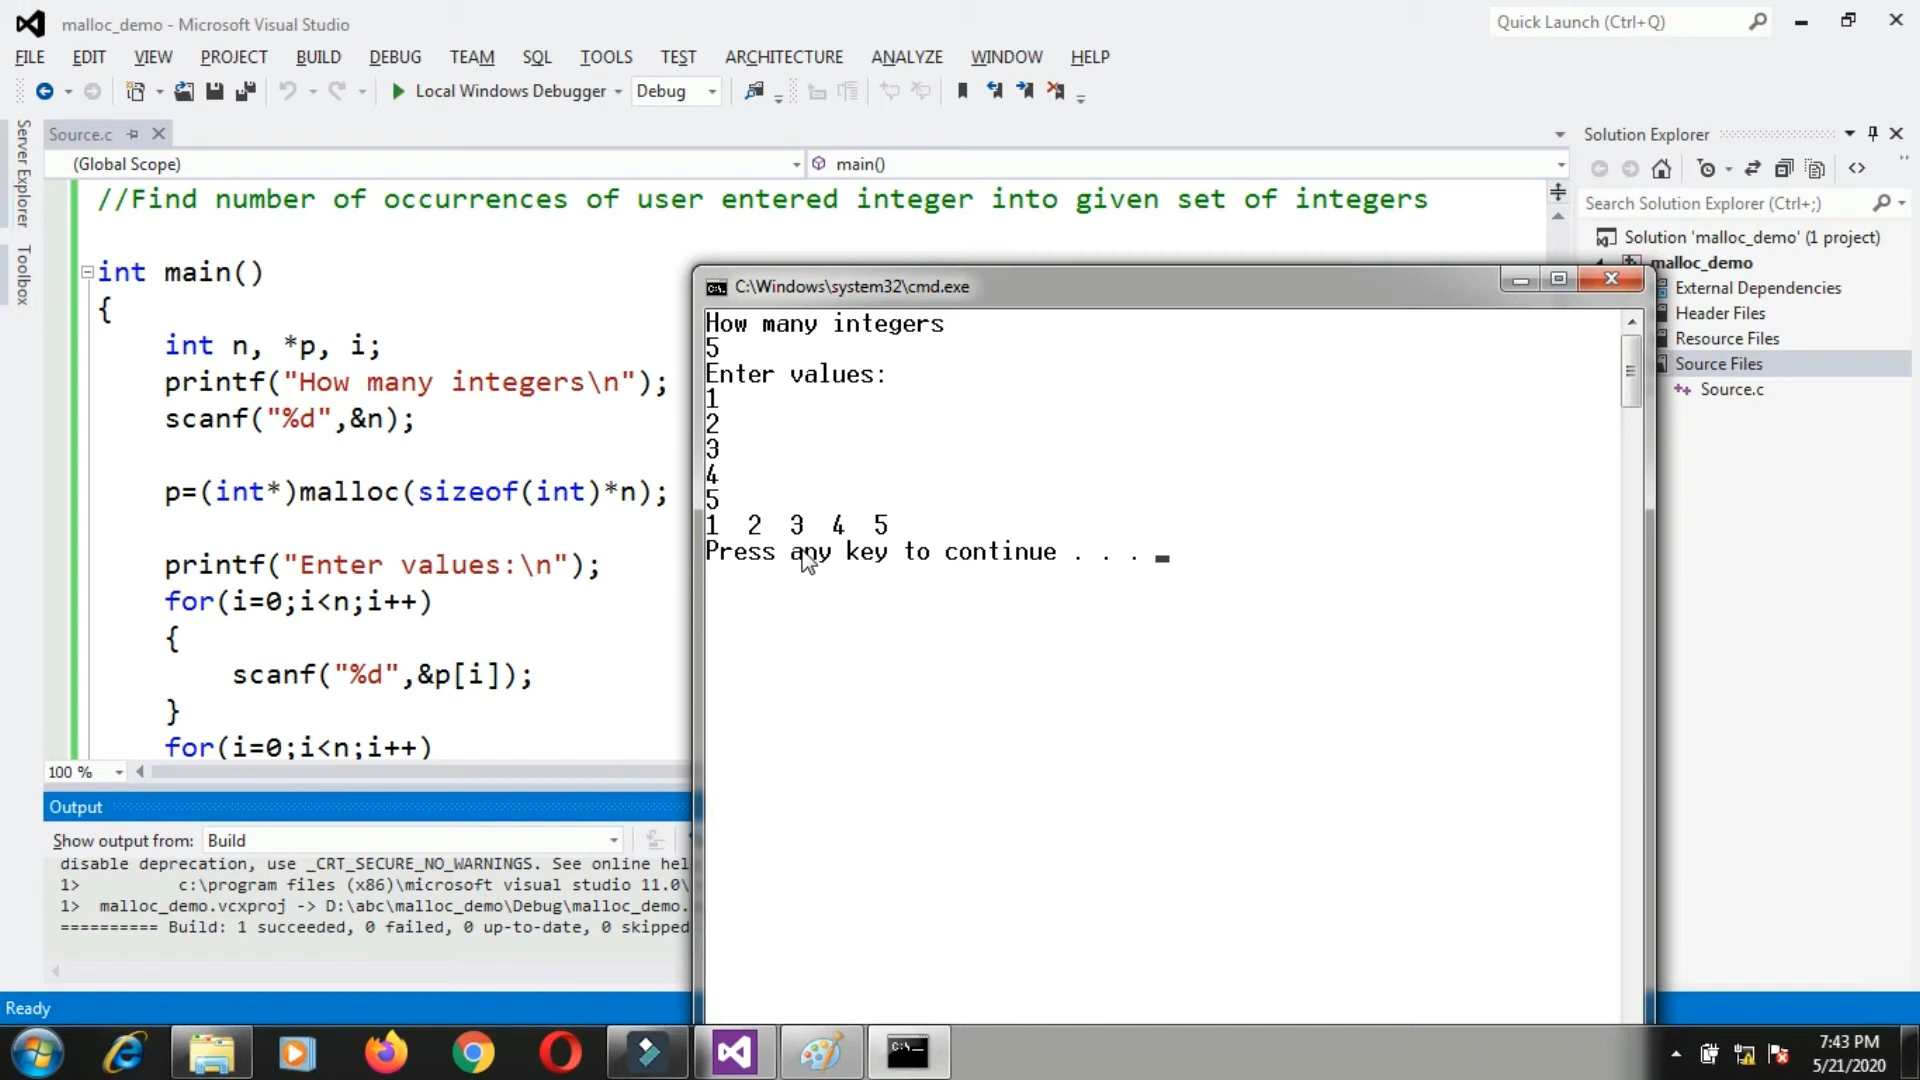 malloc_demo - Microsoft Visual Studio
Quick Launch (Ctrl+Q)
FILE EDIT VIEW PROJECT BUILD DEBUG TEAM SQL TOOLS TEST ARCHITECTURE ANALYZE WINDOW HELP
Local Windows Debugger Debug
Server Explorer
Toolbox
Source.c
(Global Scope)
main()
//Find number of occurrences of user entered integer into given set of integers
int main()
{
int n, *p, i;
printf("How many integers\n");
scanf("%d",&n);
p=(int*)malloc(sizeof(int)*n);
printf("Enter values:\n");
for(i=0;i<n;i++)
{
scanf("%d",&p[i]);
}
for(i=0;i<n;i++)
100 %
C:\Windows\system32\cmd.exe
How many integers
5
Enter values:
1
2
3
4
5
1 2 3 4 5
Press any key to continue . . .
Solution Explorer
Search Solution Explorer (Ctrl+;)
Solution 'malloc_demo' (1 project)
malloc_demo
External Dependencies
Header Files
Resource Files
Source Files
Source.c
Output
Show output from: Build
disable deprecation, use _CRT_SECURE_NO_WARNINGS. See online hel
1> c:\program files (x86)\microsoft visual studio 11.0\
1> malloc_demo.vcxproj -> D:\abc\malloc_demo\Debug\malloc_demo.
========== Build: 1 succeeded, 0 failed, 0 up-to-date, 0 skipped
Ready
7:43 PM
5/21/2020